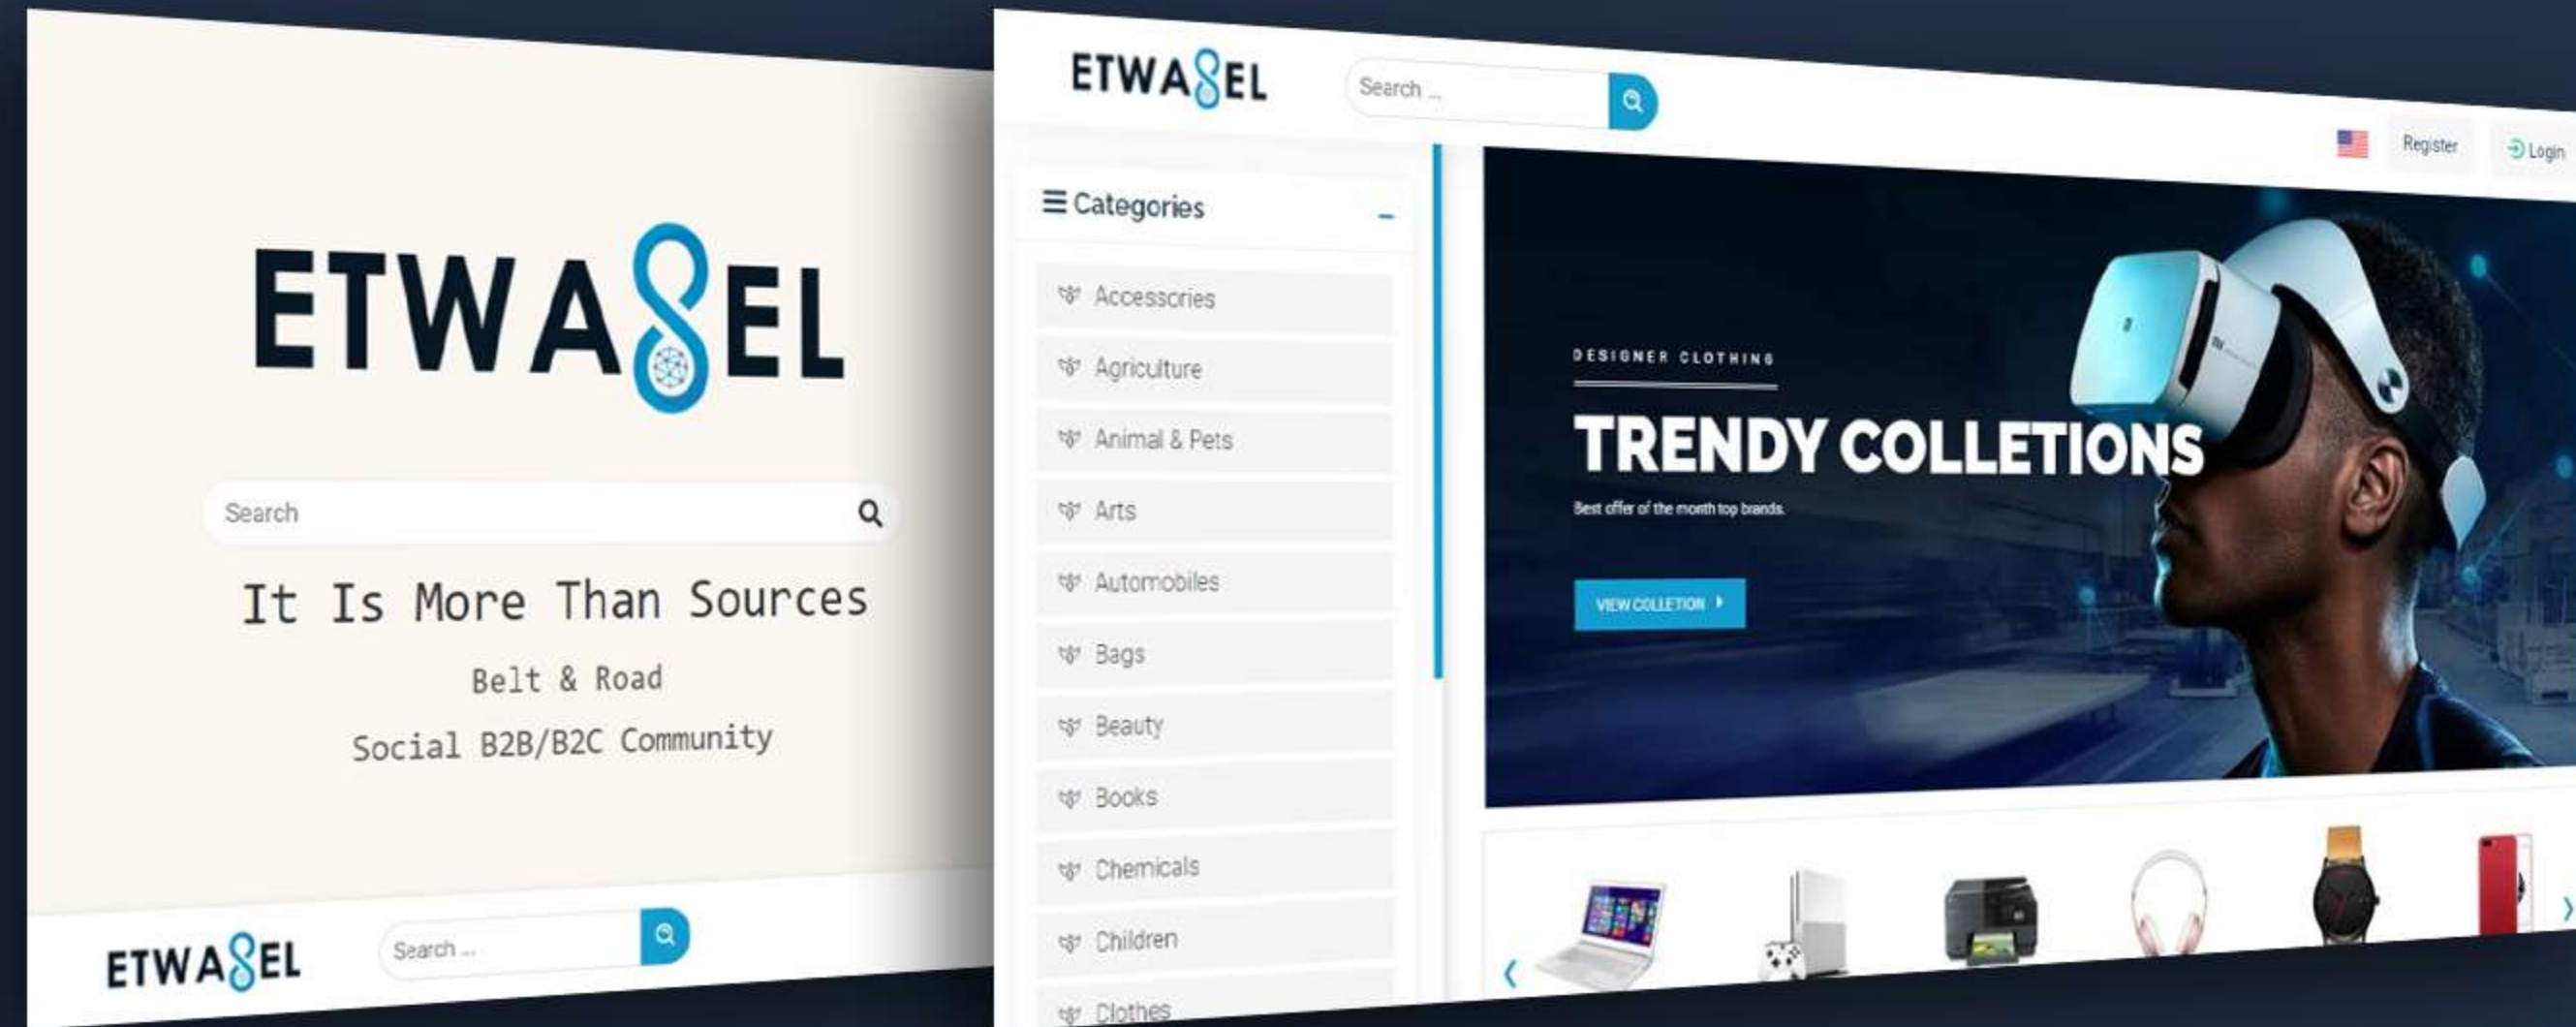 ETWASEL
Search
It Is More Than Sources
Belt & Road
Social B2B/B2C Community
ETWASEL
Search ...
ETWASEL
Search ...
Register
Login
Categories
Accessories
Agriculture
Animal & Pets
Arts
Automobiles
Bags
Beauty
Books
Chemicals
Children
Clothes
DESIGNER CLOTHING
TRENDY COLLETIONS
Best offer of the month top brands.
VIEW COLLETION